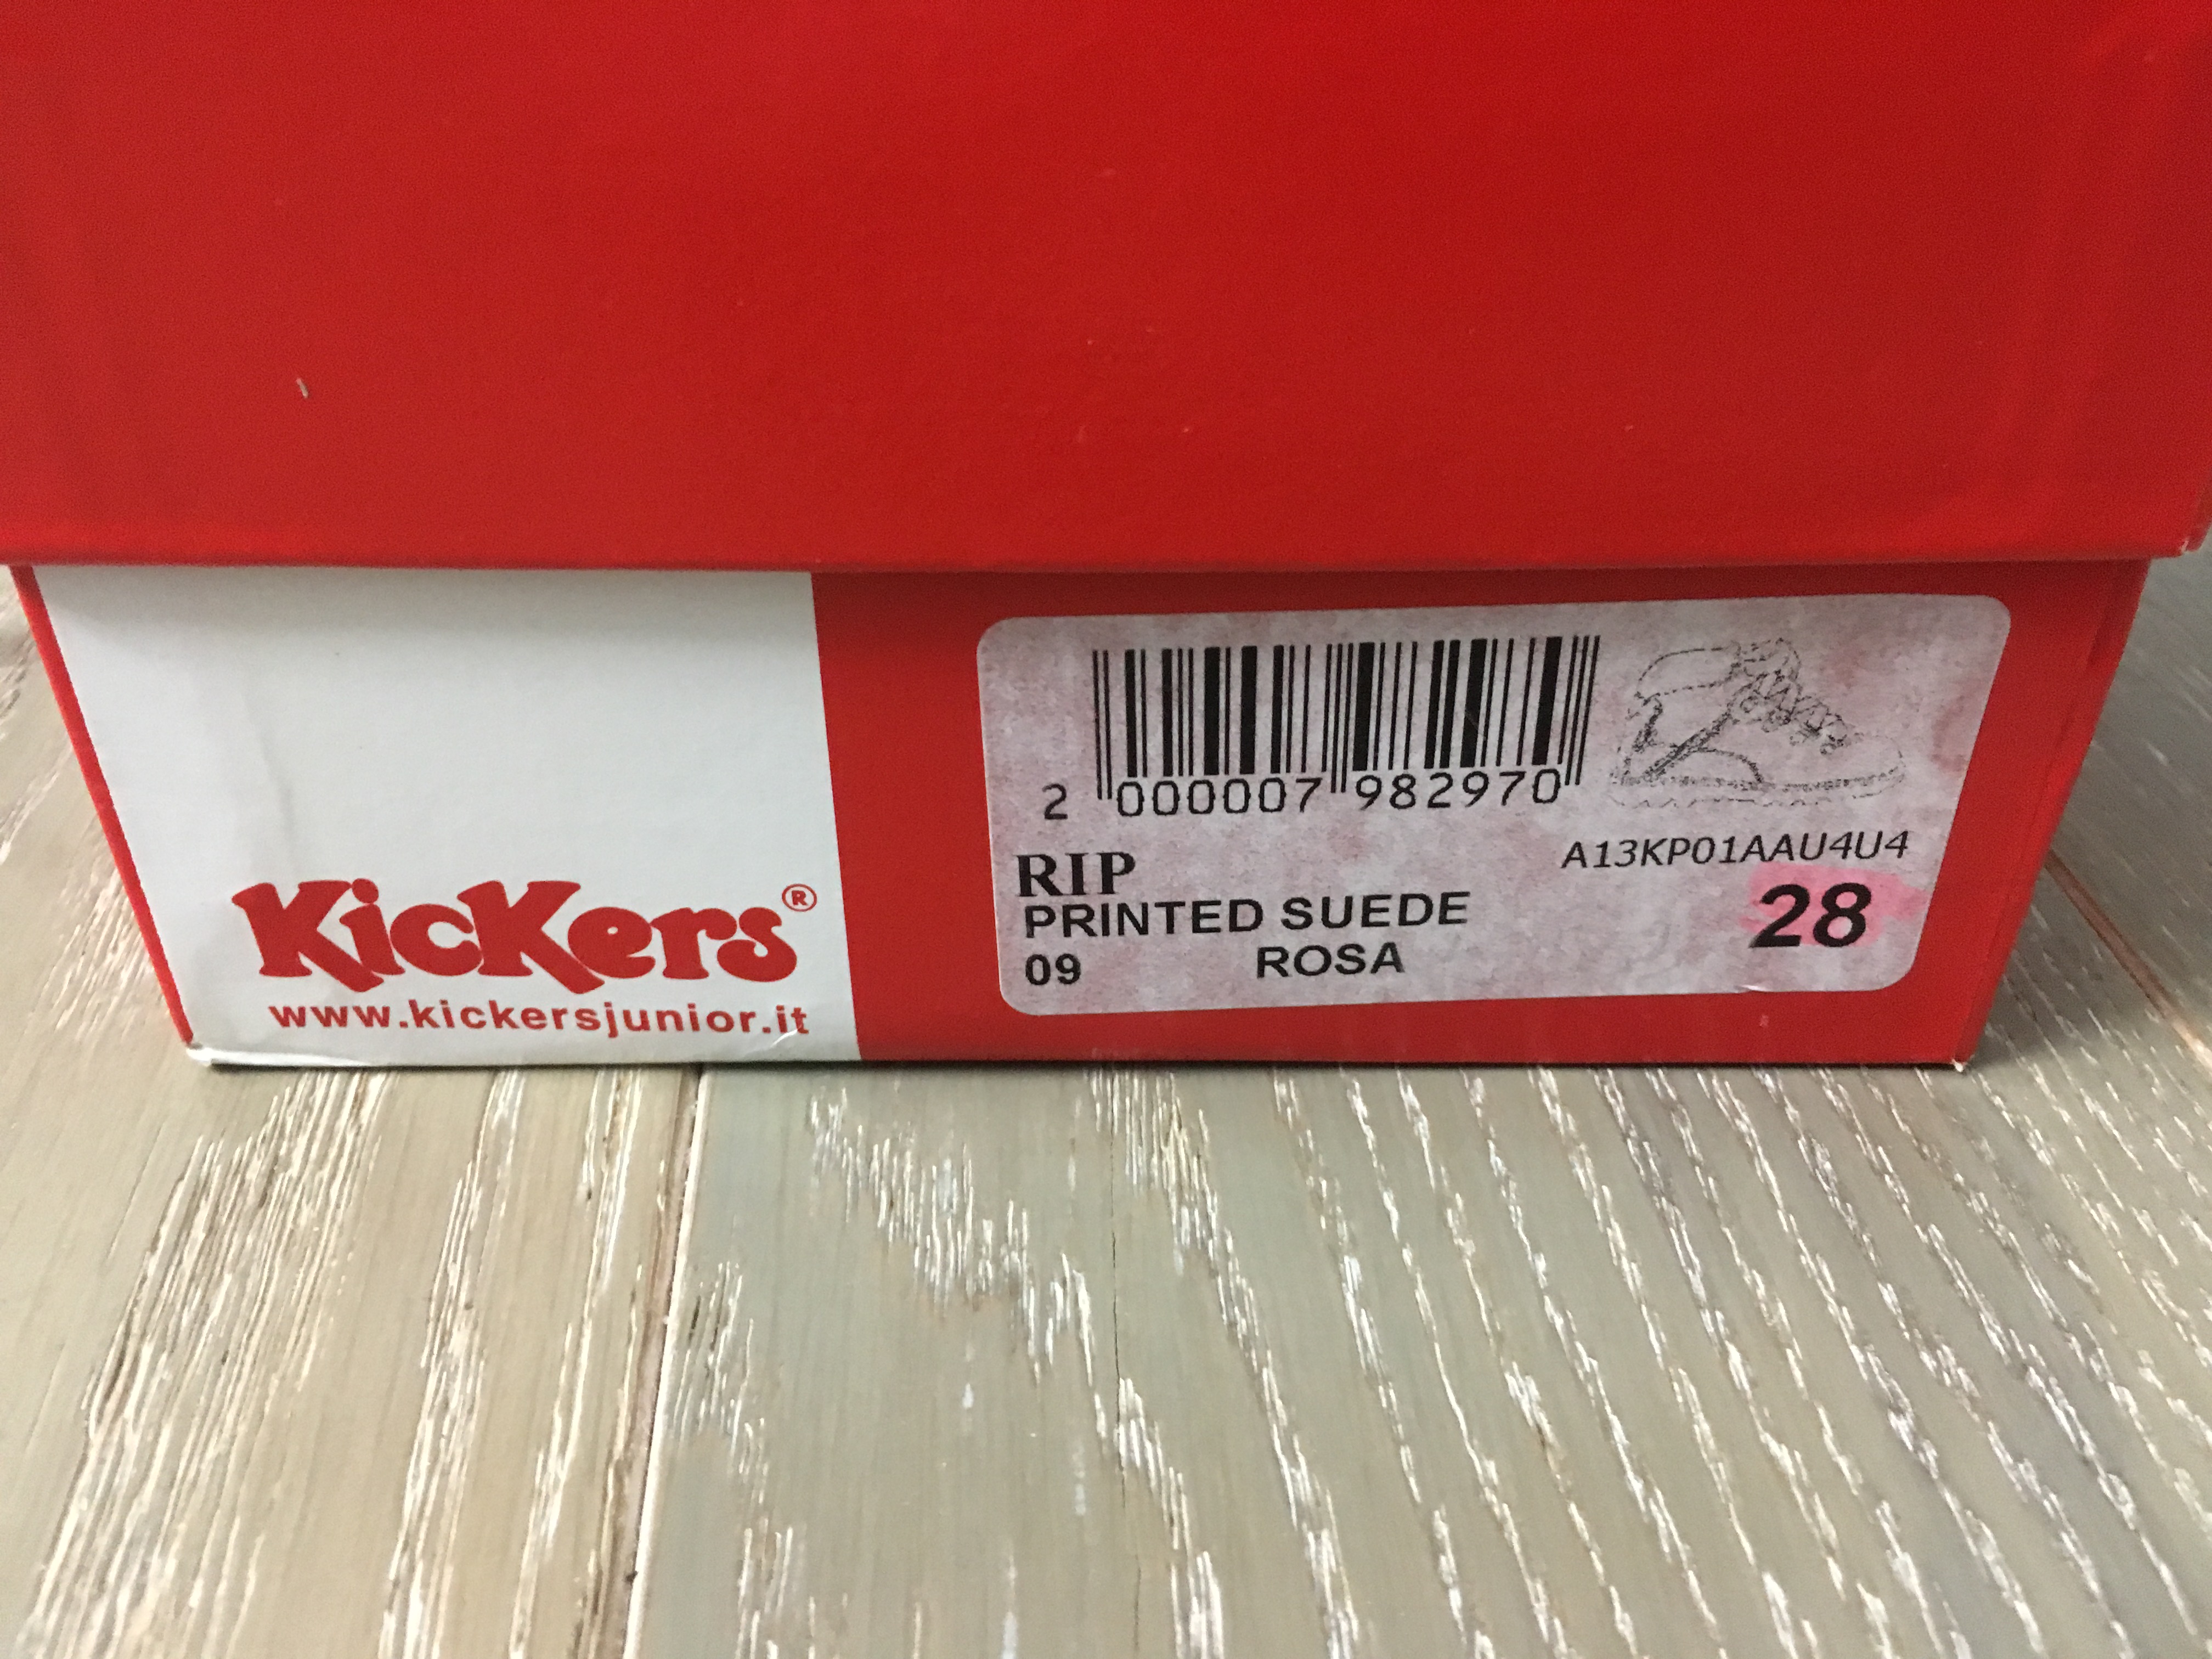 KicKers®
www.kickersjunior.it
2 000007 982970
A13KP01AAU4U4
RIP
28
PRINTED SUEDE
09 ROSA